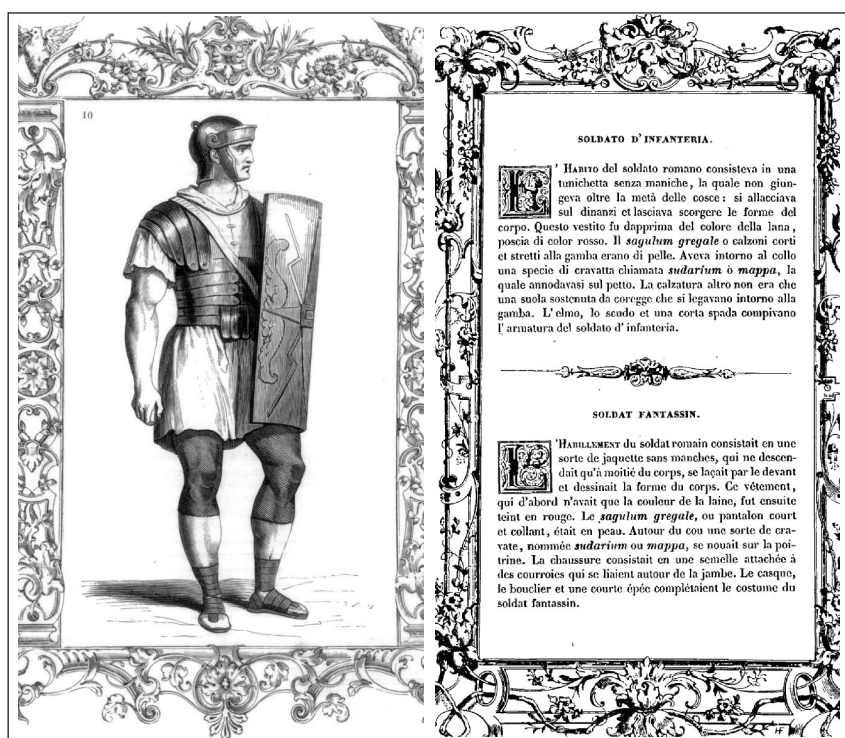 10
SOLDATO D'INFANTERIA.
L' HABITO del soldato romano consisteva in una
tunichetta senza maniche, la quale non giun-
geva oltre la metà delle cosce: si allacciava
sul dinanzi et lasciava scorgere le forme del
corpo. Questo vestito fu dapprima del colore della lana,
poscia di color rosso. Il sagulum gregale o calzoni corti
et stretti alla gamba erano di pelle. Aveva intorno al collo
una specie di cravatta chiamata sudarium ò mappa, la
quale annodavasi sul petto. La calzatura altro non era che
una suola sostenuta da coregge che si legavano intorno alla
gamba. L'elmo, lo scudo et una corta spada compivano
l'armatura del soldato d'infanteria.
SOLDAT FANTASSIN.
L'HABILLEMENT du soldat romain consistait en une
sorte de jaquette sans manches, qui ne descen-
dait qu'à moitié du corps, se laçait par le devant
et dessinait la forme du corps. Ce vêtement,
qui d'abord n'avait que la couleur de la laine, fut ensuite
teint en rouge. Le sagulum gregale, ou pantalon court
et collant, était en peau. Autour du cou une sorte de cra-
vate, nommée sudarium ou mappa, se nouait sur la poi-
trine. La chaussure consistait en une semelle attachée à
des courroies qui se liaient autour de la jambe. Le casque,
le bouclier et une courte épée complétaient le costume du
soldat fantassin.
HF